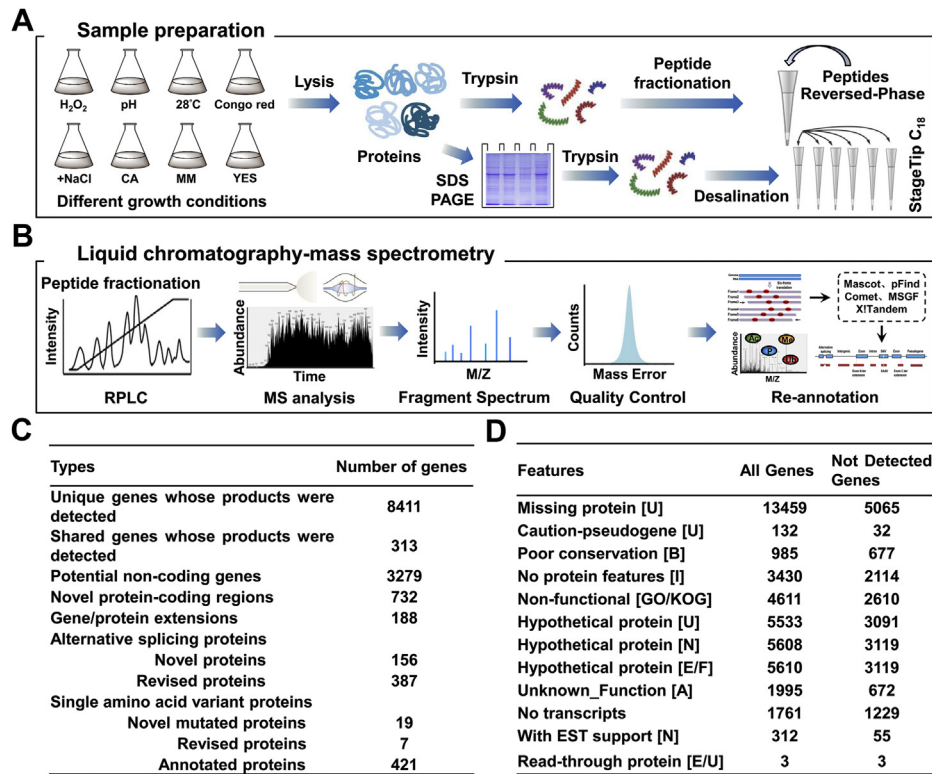 A
Sample preparation
H2O2
pH
28°C
Congo red
+NaCl
CA
MM
YES
Different growth conditions
Lysis
Proteins
Trypsin
SDS
PAGE
Trypsin
Peptide
fractionation
Desalination
Peptides
Reversed-Phase
StageTip C18
B
Liquid chromatography-mass spectrometry
Peptide fractionation
Intensity
RPLC
Abundance
Time
MS analysis
Intensity
M/Z
Fragment Spectrum
Counts
Mass Error
Quality Control
Abundance
Ac
Me
P
M/Z
Mascot、pFind
Comet、MSGF
X!Tandem
Re-annotation
C
Types Number of genes
Unique genes whose products were
detected 8411
Shared genes whose products were
detected 313
Potential non-coding genes 3279
Novel protein-coding regions 732
Gene/protein extensions 188
Alternative splicing proteins
Novel proteins 156
Revised proteins 387
Single amino acid variant proteins
Novel mutated proteins 19
Revised proteins 7
Annotated proteins 421
D
Features All Genes Not Detected
Genes
Missing protein [U] 13459 5065
Caution-pseudogene [U] 132 32
Poor conservation [B] 985 677
No protein features [I] 3430 2114
Non-functional [GO/KOG] 4611 2610
Hypothetical protein [U] 5533 3091
Hypothetical protein [N] 5608 3119
Hypothetical protein [E/F] 5610 3119
Unknown_Function [A] 1995 672
No transcripts 1761 1229
With EST support [N] 312 55
Read-through protein [E/U] 3 3